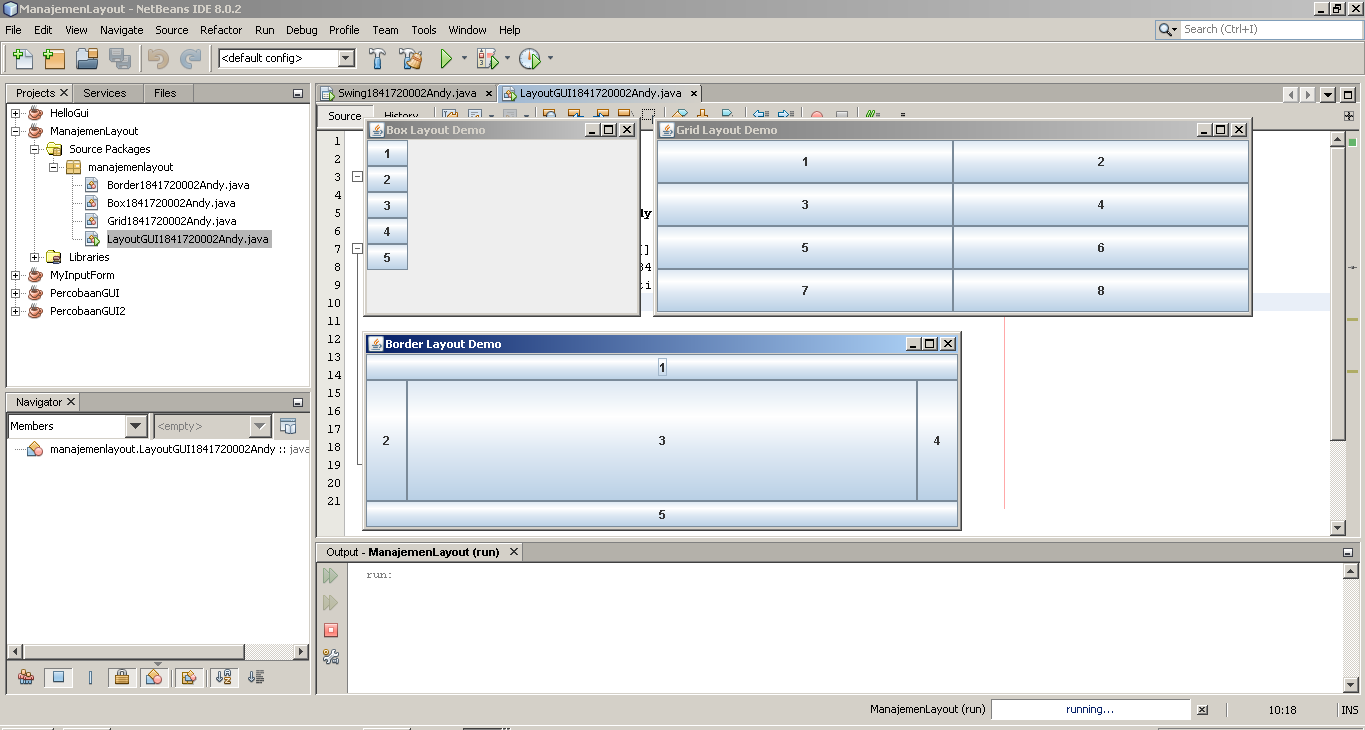 ManajemenLayout - NetBeans IDE 8.0.2
File Edit View Navigate Source Refactor Run Debug Profile Team Tools Window Help
Search (Ctrl+I)
<default config>
Projects Services Files
HelloGui
ManajemenLayout
Source Packages
manajemenlayout
Border1841720002Andy.java
Box1841720002Andy.java
Grid1841720002Andy.java
LayoutGUI1841720002Andy.java
Libraries
MyInputForm
PercobaanGUI
PercobaanGUI2
Navigator
Members
<empty>
manajemenlayout.LayoutGUI1841720002Andy :: java
Swing1841720002Andy.java LayoutGUI1841720002Andy.java
Source History
1
2
3
4
5
6
7
8
9
10
11
12
13
14
15
16
17
18
19
20
21
Box Layout Demo
1
2
3
4
5
Grid Layout Demo
1 2
3 4
5 6
7 8
Border Layout Demo
1
2 3 4
5
Output - ManajemenLayout (run)
run:
ManajemenLayout (run) running... 10:18 INS